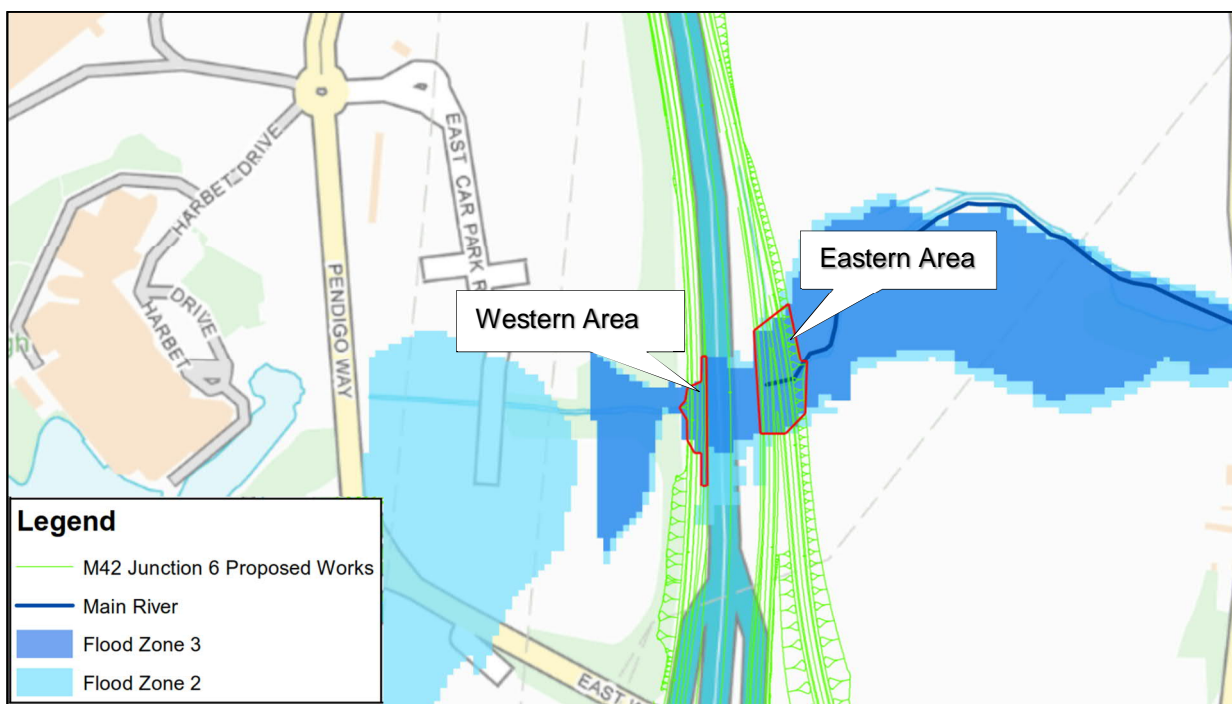 HARBET DRIVE
EAST CAR PARK R
PENDIGO WAY
DRIVE
HARBET
gh
Western Area
Eastern Area
EAST W
Legend
M42 Junction 6 Proposed Works
Main River
Flood Zone 3
Flood Zone 2